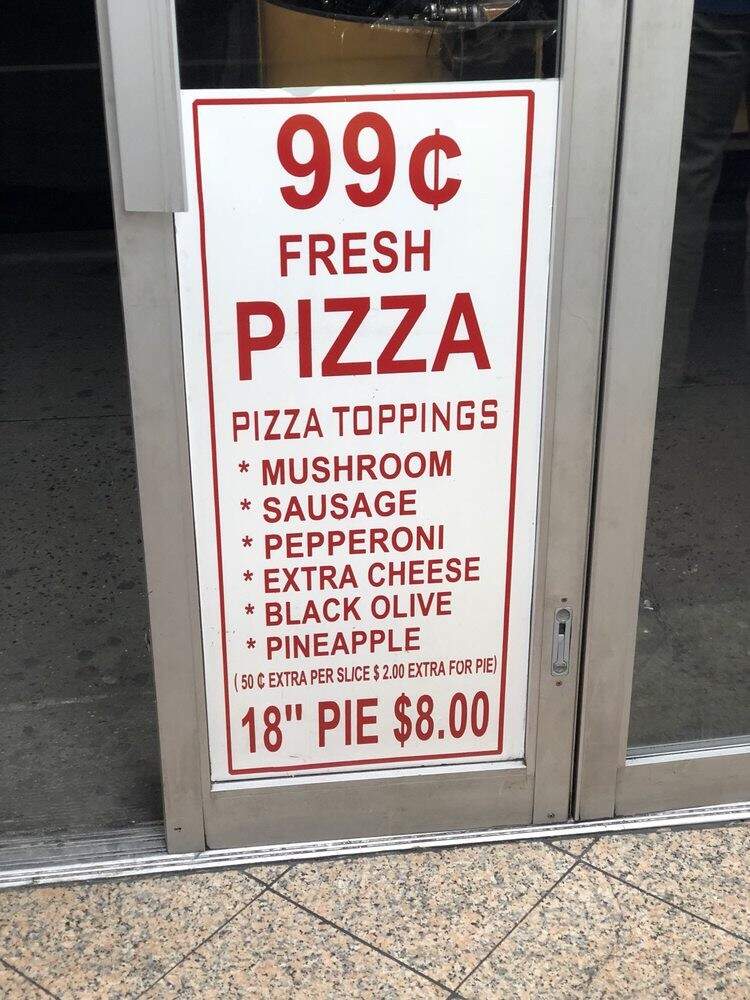 99¢
FRESH
PIZZA
PIZZA TOPPINGS
* MUSHROOM
* SAUSAGE
* PEPPERONI
* EXTRA CHEESE
* BLACK OLIVE
* PINEAPPLE
( 50 ¢ EXTRA PER SLICE $ 2.00 EXTRA FOR PIE)
18" PIE $8.00